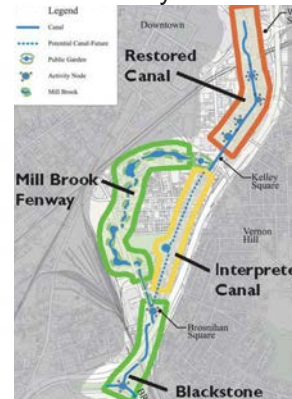 Legend
Canal
Potential Canal-Future
Public Garden
Activity Node
Mill Brook
Downtown
Restored
Canal
Kelley
Square
Mill Brook
Fenway
Vernon
Hill
Interprete
Canal
Brosnihan
Square
Blackstone